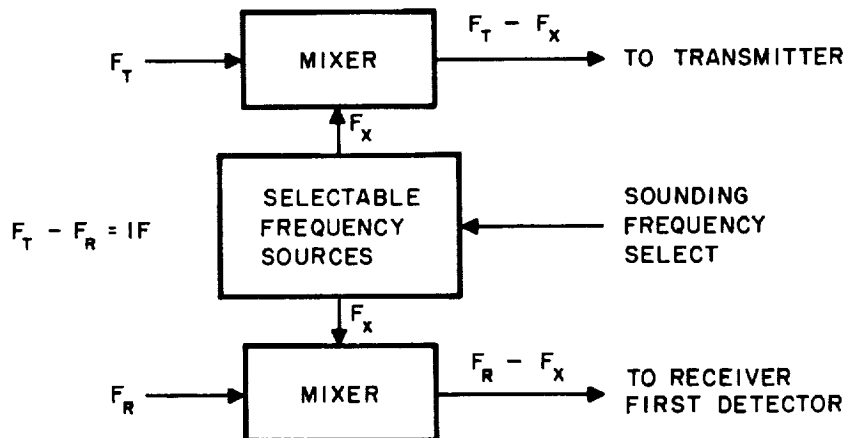 F_T - F_X
F_T
MIXER
TO TRANSMITTER
F_X
SELECTABLE
FREQUENCY
SOURCES
SOUNDING
FREQUENCY
SELECT
F_T - F_R = IF
F_X
F_R - F_X
F_R
MIXER
TO RECEIVER
FIRST DETECTOR